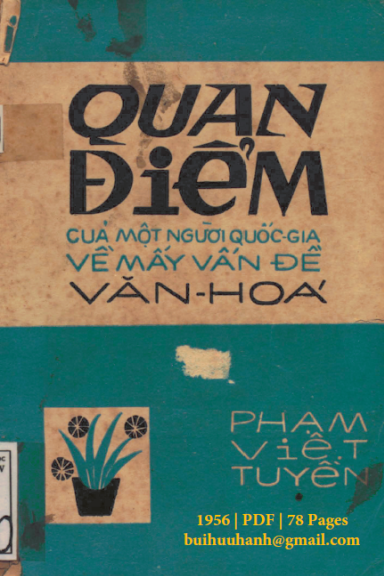 QUAN
ĐiỂM
CUẢ MỘT NGƯỜI QUỐC-GIA
VỀ MẤY VẤN ĐỀ
VĂN-HOÁ
PHẠM
ViỆT
TUYỀN
1956 | PDF | 78 Pages
buihuuhanh@gmail.com